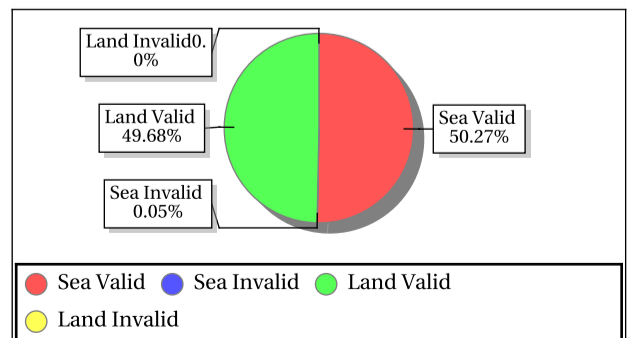 Land Invalid0.
0%
Land Valid
49.68%
Sea Invalid
0.05%
Sea Valid
50.27%
Sea Valid Sea Invalid Land Valid
Land Invalid